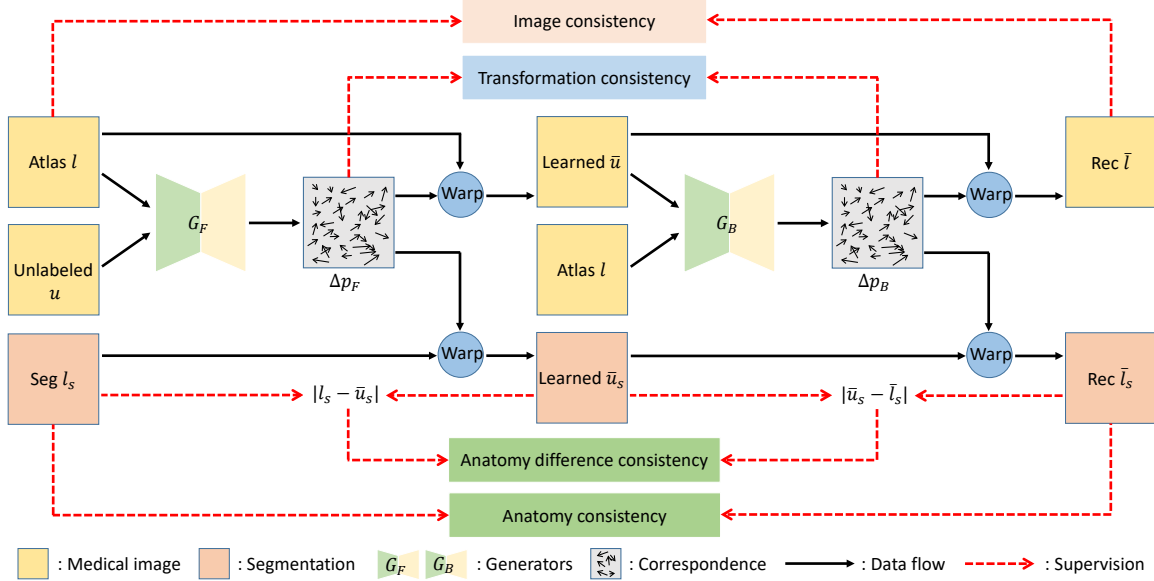 Image consistency
Transformation consistency
Atlas l
Unlabeled
u
G_F
Δp_F
Warp
Warp
Learned ū
Atlas l
G_B
Δp_B
Warp
Warp
Rec l̄
Seg l_s
|l_s − ū_s|
Learned ū_s
|ū_s − l̄_s|
Rec l̄_s
Anatomy difference consistency
Anatomy consistency
: Medical image : Segmentation G_F G_B : Generators : Correspondence : Data flow : Supervision